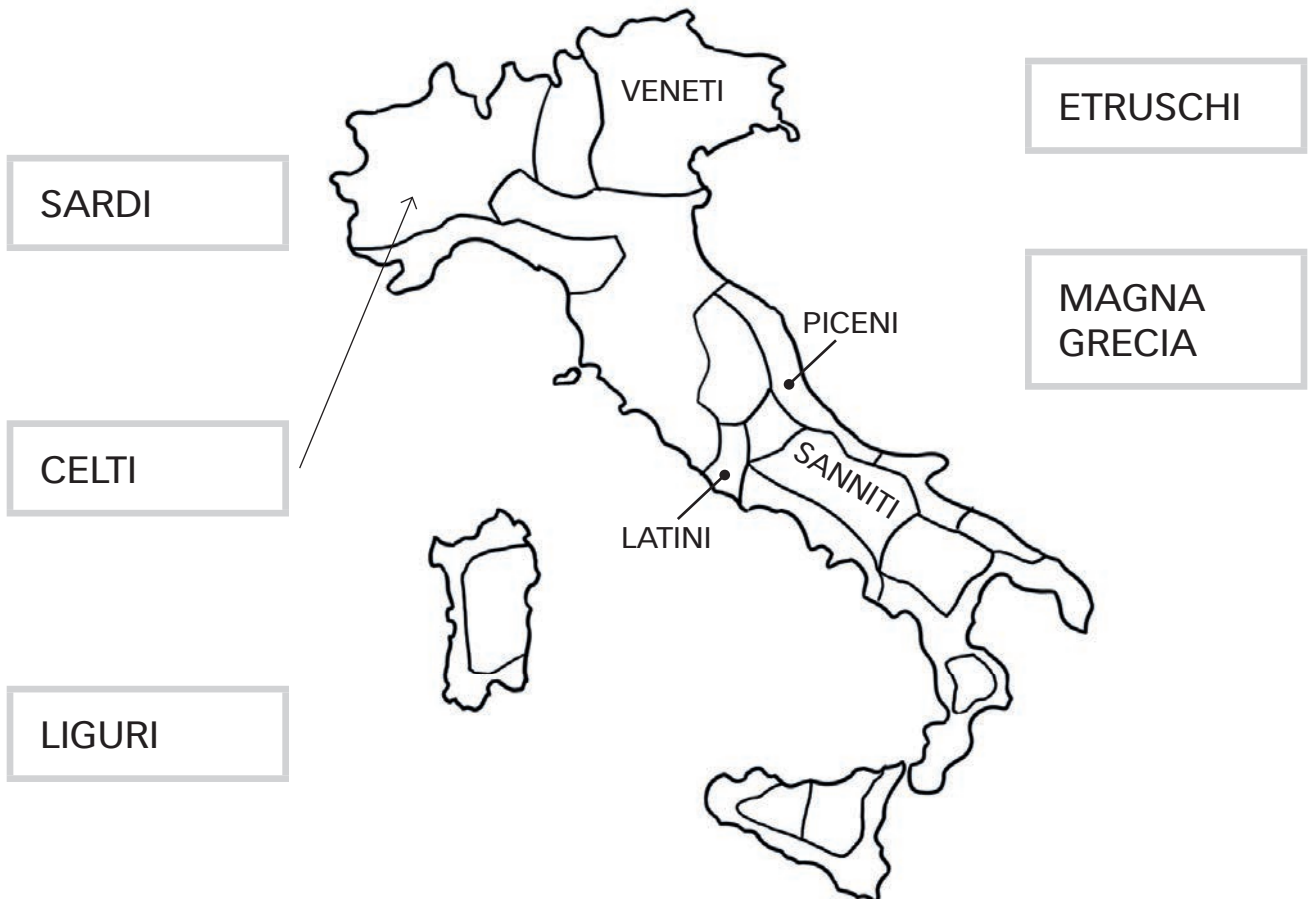 VENETI
ETRUSCHI
SARDI
MAGNA
GRECIA
PICENI
CELTI
SANNITI
LATINI
LIGURI